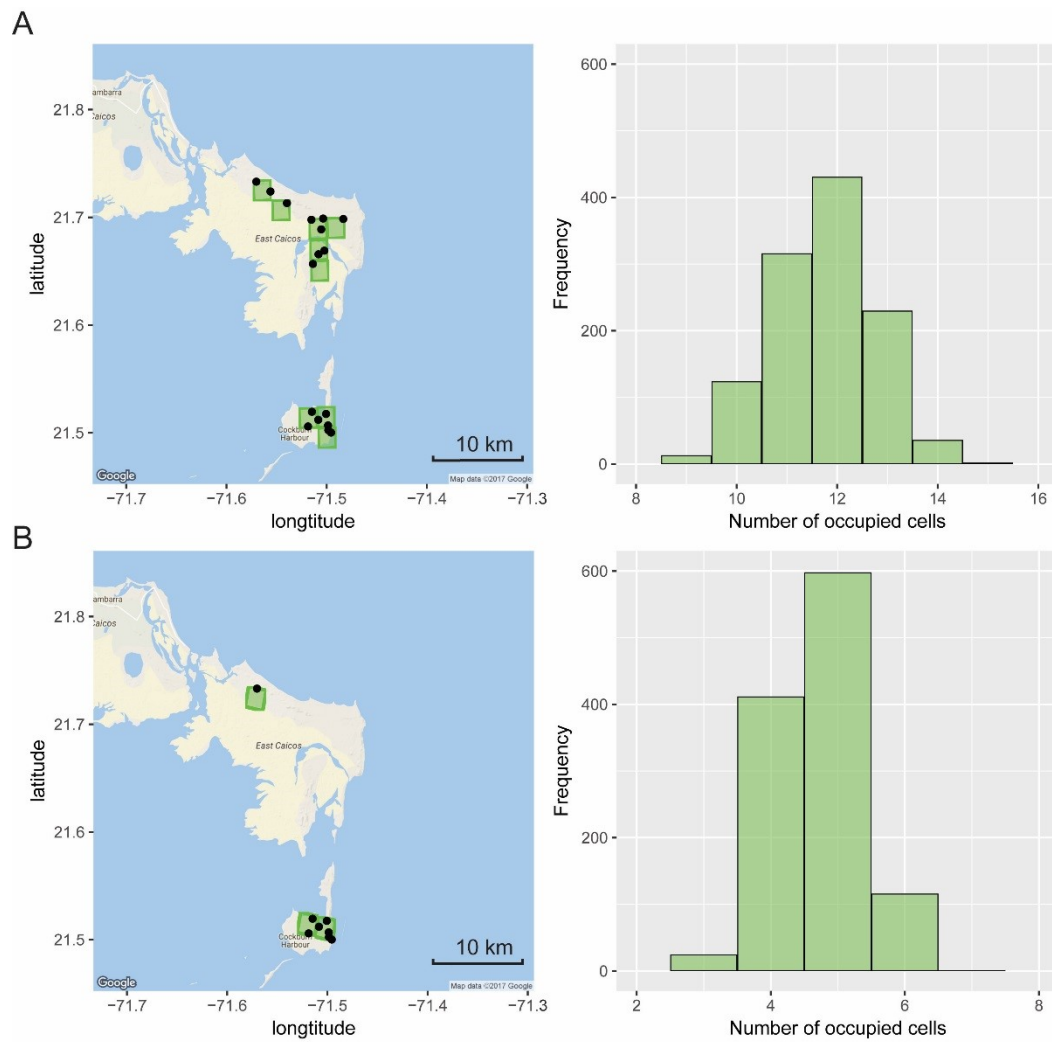 A
ambarra
Caicos
East Caicos
Cockburn
Harbour
10 km
Google
Map data ©2017 Google
21.8
21.7
21.6
21.5
latitude
−71.7 −71.6 −71.5 −71.4 −71.3
longtitude
600
400
200
0
Frequency
8 10 12 14 16
Number of occupied cells
B
ambarra
Caicos
East Caicos
Cockburn
Harbour
10 km
Google
Map data ©2017 Google
21.8
21.7
21.6
21.5
latitude
−71.7 −71.6 −71.5 −71.4 −71.3
longtitude
600
400
200
0
Frequency
2 4 6 8
Number of occupied cells